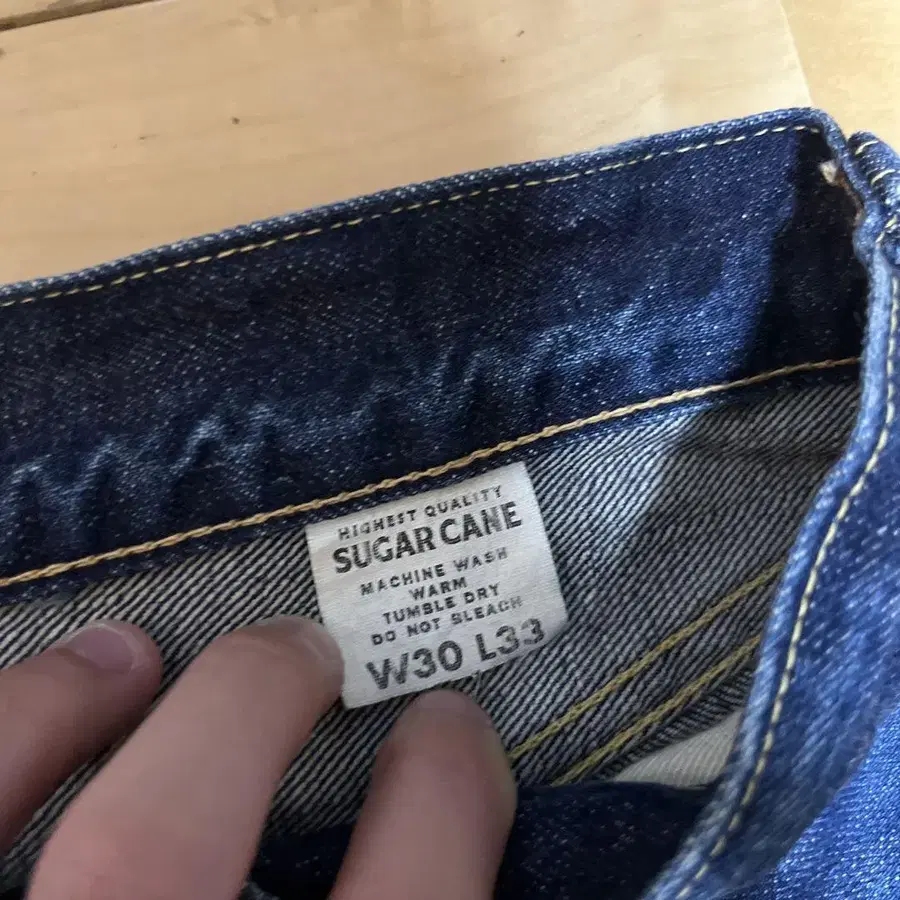 HIGHEST QUALITY
SUGAR CANE
MACHINE WASH
WARM
TUMBLE DRY
DO NOT BLEACH
W30 L33